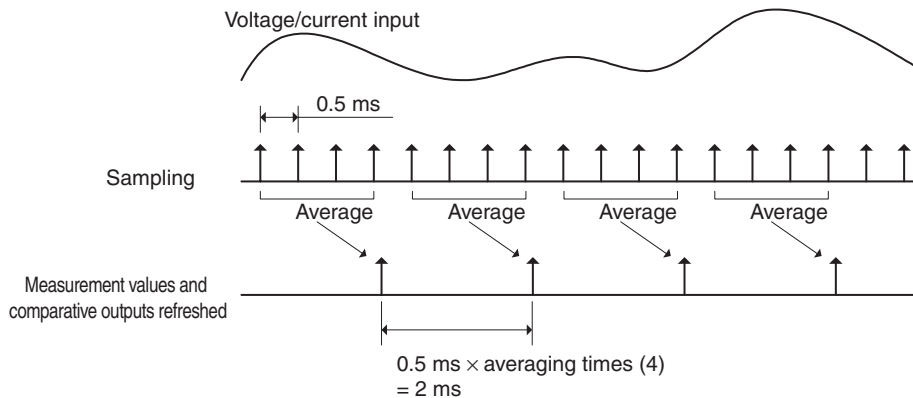 Voltage/current input
0.5 ms
Sampling
Average Average Average Average
Measurement values and
comparative outputs refreshed
0.5 ms × averaging times (4)
= 2 ms